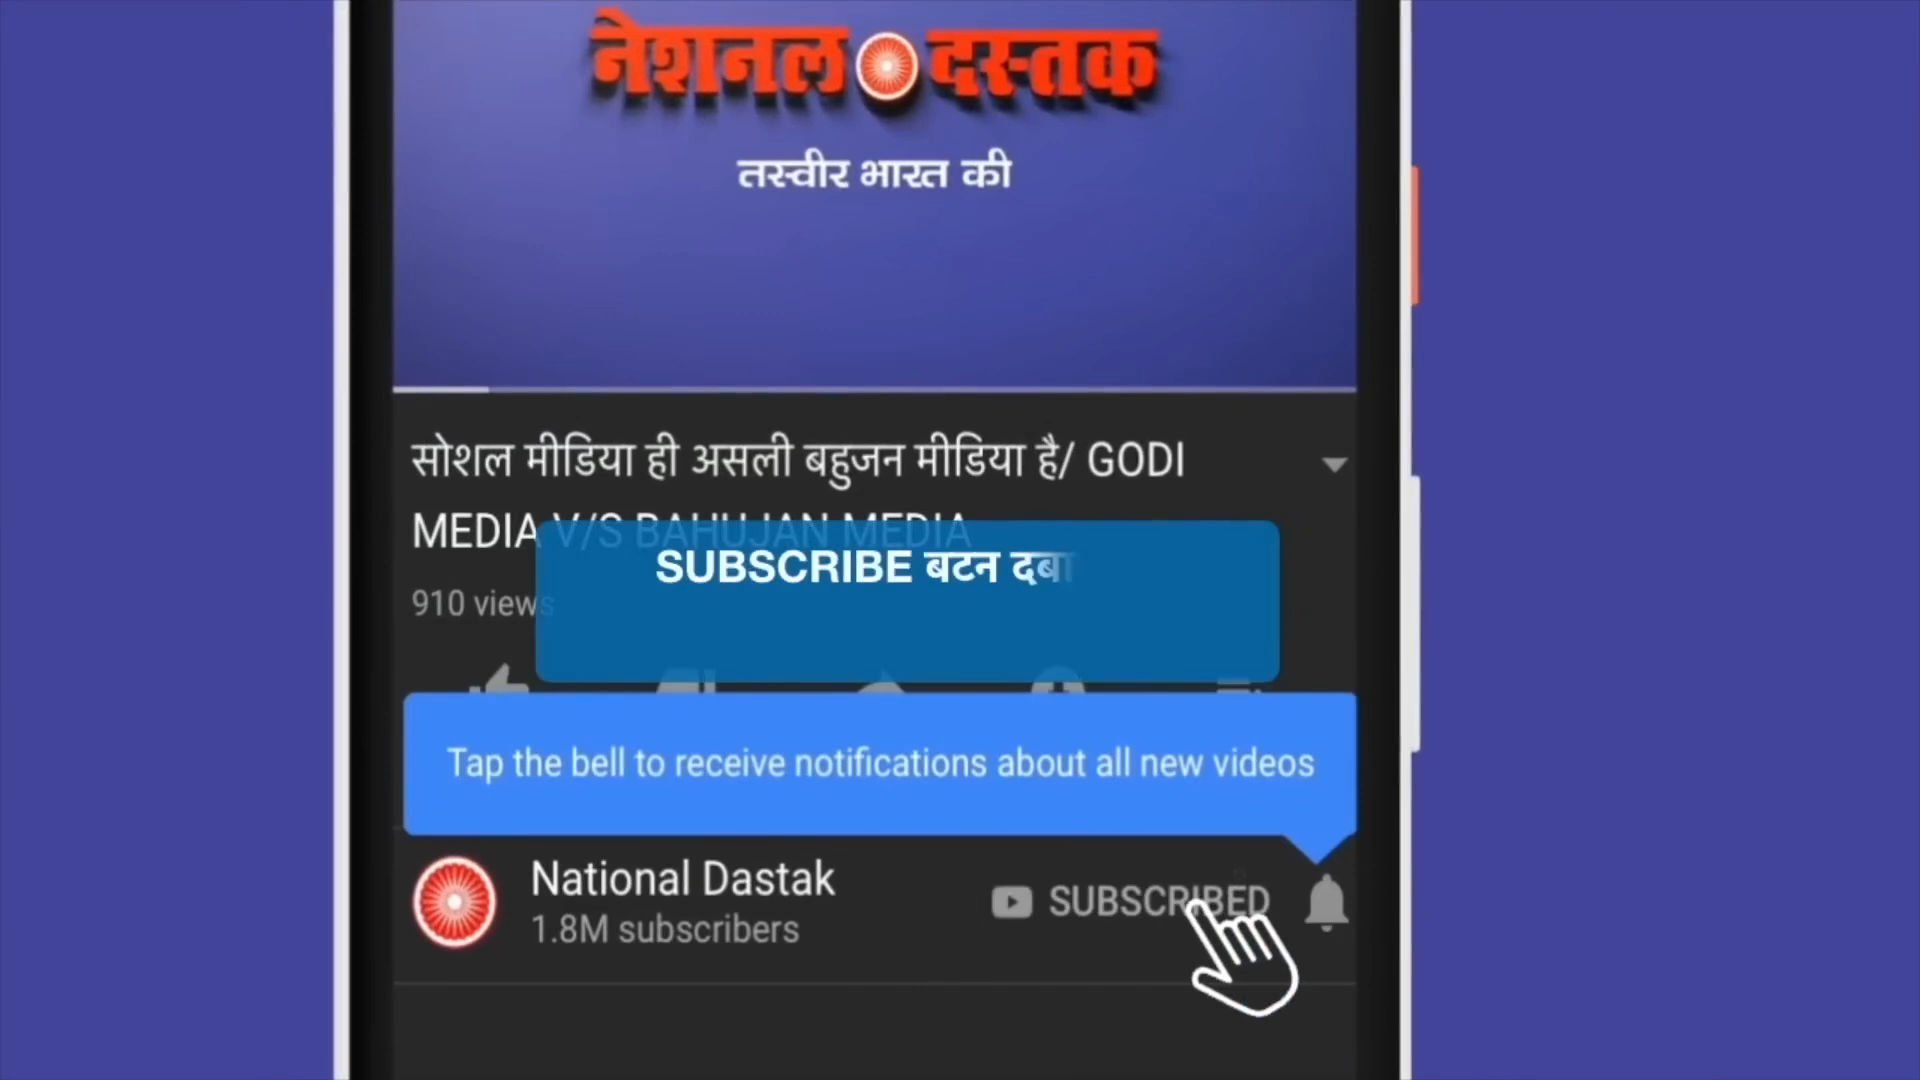 नेशनल दस्तक
तस्वीर भारत की
सोशल मीडिया ही असली बहुजन मीडिया है/ GODI
MEDIA V/S BAHUJAN MEDIA
SUBSCRIBE बटन
910 views
Tap the bell to receive notifications about all new videos
National Dastak
SUBSCRIBED
1.8M subscribers